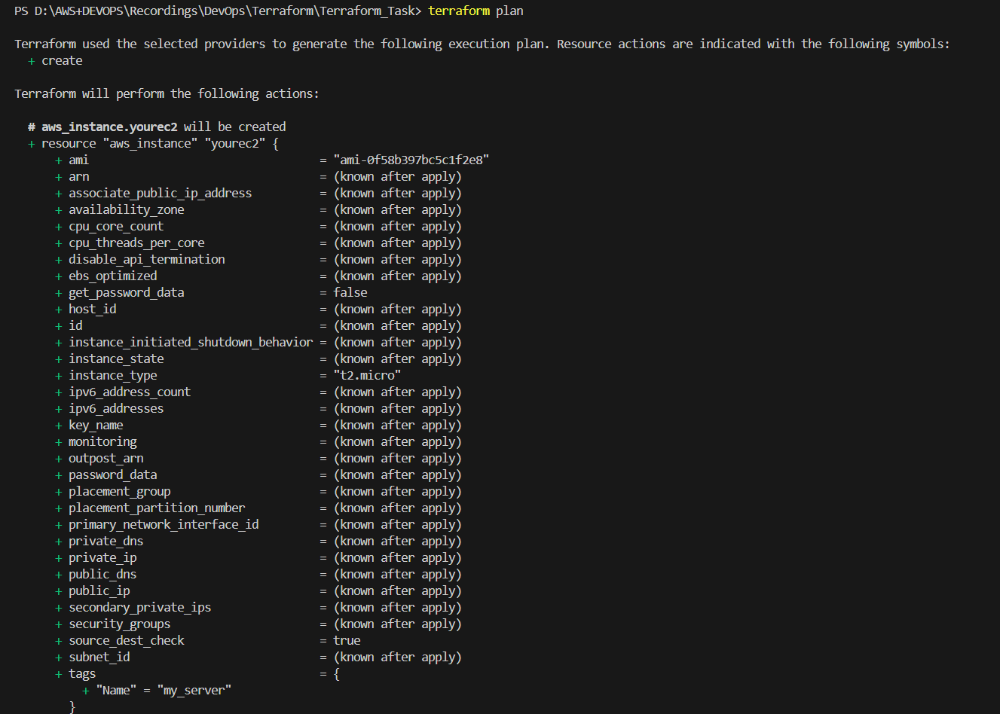 PS D:\AWS+DEVOPS\Recordings\DevOps\Terraform\Terraform_Task> terraform plan
Terraform used the selected providers to generate the following execution plan. Resource actions are indicated with the following symbols:
+ create
Terraform will perform the following actions:
# aws_instance.yourec2 will be created
+ resource "aws_instance" "yourec2" {
+ ami = "ami-0f58b397bc5c1f2e8"
+ arn = (known after apply)
+ associate_public_ip_address = (known after apply)
+ availability_zone = (known after apply)
+ cpu_core_count = (known after apply)
+ cpu_threads_per_core = (known after apply)
+ disable_api_termination = (known after apply)
+ ebs_optimized = (known after apply)
+ get_password_data = false
+ host_id = (known after apply)
+ id = (known after apply)
+ instance_initiated_shutdown_behavior = (known after apply)
+ instance_state = (known after apply)
+ instance_type = "t2.micro"
+ ipv6_address_count = (known after apply)
+ ipv6_addresses = (known after apply)
+ key_name = (known after apply)
+ monitoring = (known after apply)
+ outpost_arn = (known after apply)
+ password_data = (known after apply)
+ placement_group = (known after apply)
+ placement_partition_number = (known after apply)
+ primary_network_interface_id = (known after apply)
+ private_dns = (known after apply)
+ private_ip = (known after apply)
+ public_dns = (known after apply)
+ public_ip = (known after apply)
+ secondary_private_ips = (known after apply)
+ security_groups = (known after apply)
+ source_dest_check = true
+ subnet_id = (known after apply)
+ tags = {
+ "Name" = "my_server"
}